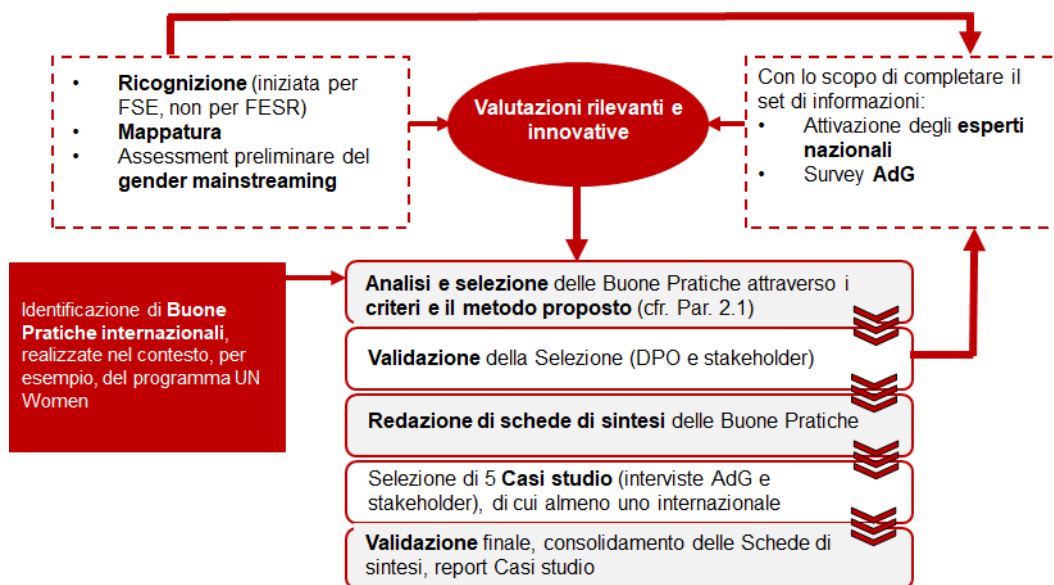 • Ricognizione (iniziata per
FSE, non per FESR)
• Mappatura
• Assessment preliminare del
gender mainstreaming
Valutazioni rilevanti e
innovative
Con lo scopo di completare il
set di informazioni:
• Attivazione degli esperti
nazionali
• Survey AdG
Identificazione di Buone
Pratiche internazionali,
realizzate nel contesto, per
esempio, del programma UN
Women
Analisi e selezione delle Buone Pratiche attraverso i
criteri e il metodo proposto (cfr. Par. 2.1)
Validazione della Selezione (DPO e stakeholder)
Redazione di schede di sintesi delle Buone Pratiche
Selezione di 5 Casi studio (interviste AdG e
stakeholder), di cui almeno uno internazionale
Validazione finale, consolidamento delle Schede di
sintesi, report Casi studio